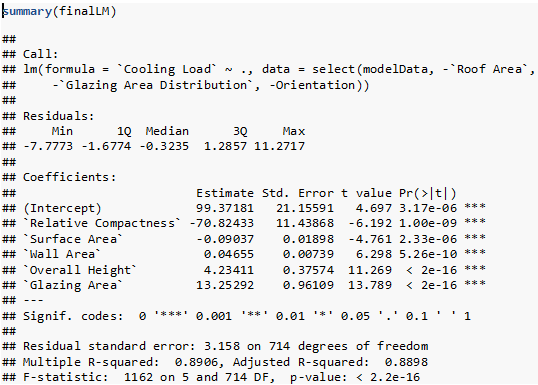 summary(finalLM)
##
## Call:
## lm(formula = `Cooling Load` ~ ., data = select(modelData, -`Roof Area`,
##     -`Glazing Area Distribution`, -Orientation))
##
## Residuals:
##     Min      1Q  Median      3Q     Max
## -7.7773 -1.6774 -0.3235  1.2857 11.2717
##
## Coefficients:
##                        Estimate Std. Error t value Pr(>|t|)
## (Intercept)            99.37181   21.15591   4.697 3.17e-06 ***
## `Relative Compactness` -70.82433   11.43868  -6.192 1.00e-09 ***
## `Surface Area`         -0.09037    0.01898  -4.761 2.33e-06 ***
## `Wall Area`             0.04655    0.00739   6.298 5.26e-10 ***
## `Overall Height`        4.23411    0.37574  11.269  < 2e-16 ***
## `Glazing Area`         13.25292    0.96109  13.789  < 2e-16 ***
## ---
## Signif. codes:  0 '***' 0.001 '**' 0.01 '*' 0.05 '.' 0.1 ' ' 1
##
## Residual standard error: 3.158 on 714 degrees of freedom
## Multiple R-squared:  0.8906, Adjusted R-squared:  0.8898
## F-statistic:  1162 on 5 and 714 DF,  p-value: < 2.2e-16